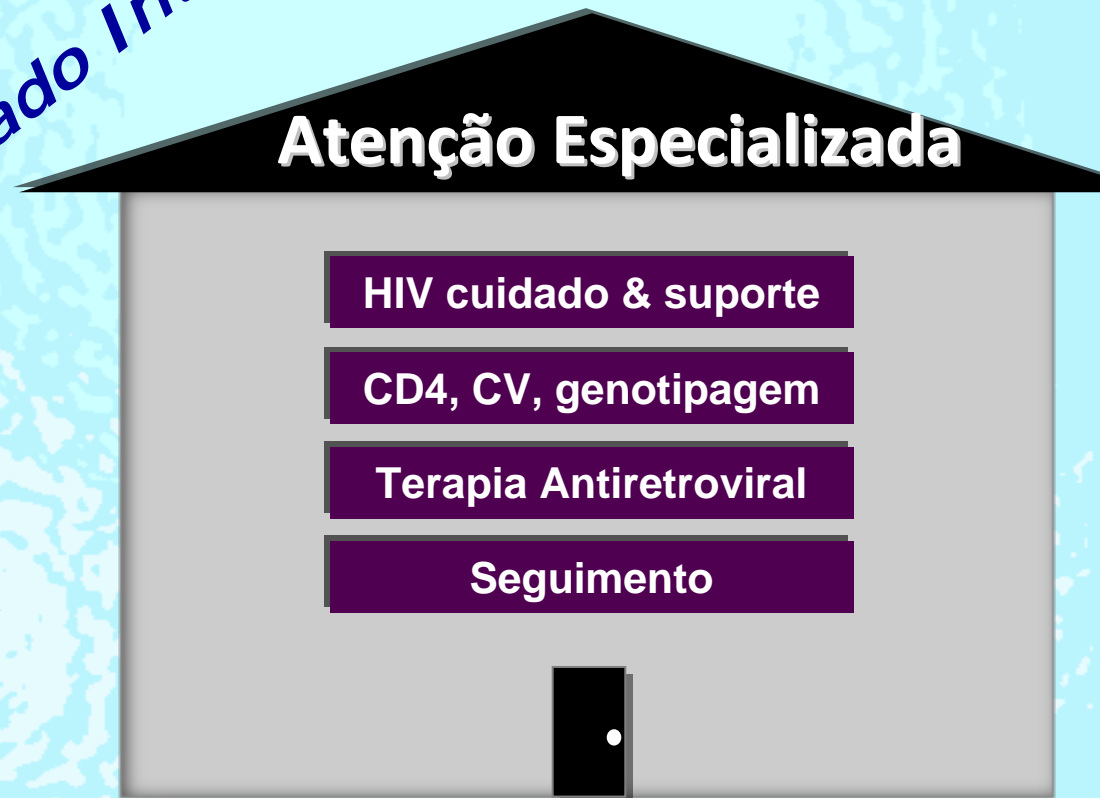 Atenção Especializada
HIV cuidado & suporte
CD4, CV, genotipagem
Terapia Antiretroviral
Seguimento